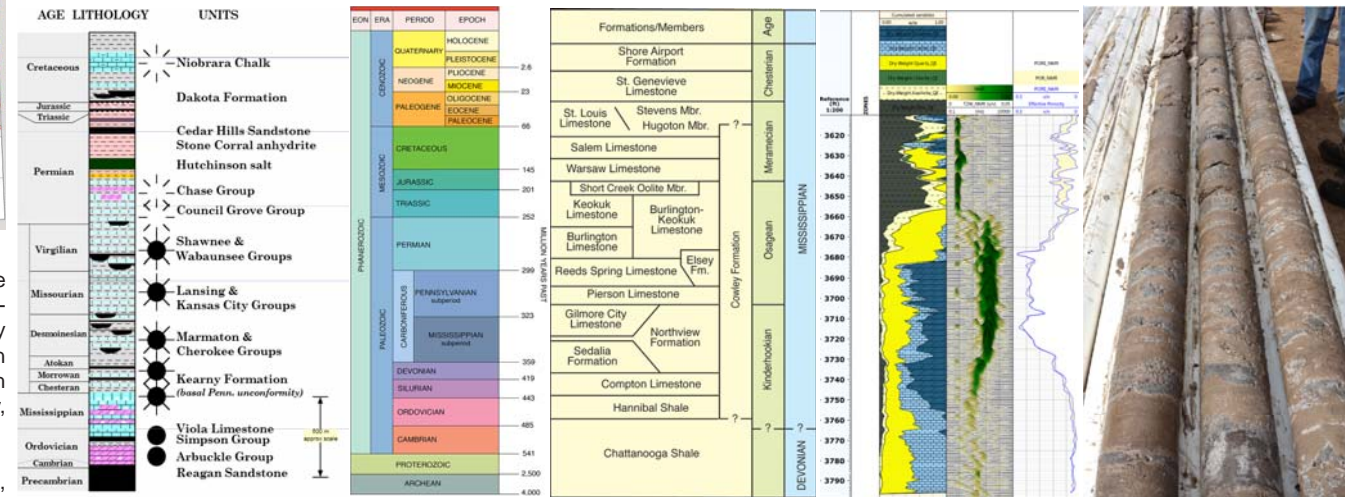 AGE LITHOLOGY UNITS
Cretaceous
Jurassic
Triassic
Permian
Virgilian
Missourian
Desmoinesian
Atokan
Morrowan
Chesteran
Mississippian
Ordovician
Cambrian
Precambrian
Niobrara Chalk
Dakota Formation
Cedar Hills Sandstone
Stone Corral anhydrite
Hutchinson salt
Chase Group
Council Grove Group
Shawnee &
Wabaunsee Groups
Lansing &
Kansas City Groups
Marmaton &
Cherokee Groups
Kearny Formation
(basal Penn. unconformity)
Viola Limestone
Simpson Group
Arbuckle Group
Reagan Sandstone
approx scale
EON ERA PERIOD EPOCH
PHANEROZOIC
CENOZOIC
MESOZOIC
PALEOZOIC
QUATERNARY
NEOGENE
PALEOGENE
CRETACEOUS
JURASSIC
TRIASSIC
PERMIAN
CARBONIFEROUS
PENNSYLVANIAN
subperiod
MISSISSIPPIAN
subperiod
DEVONIAN
SILURIAN
ORDOVICIAN
CAMBRIAN
PROTEROZOIC
ARCHEAN
HOLOCENE
PLEISTOCENE
PLIOCENE
MIOCENE
OLIGOCENE
EOCENE
PALEOCENE
2.6
23
66
145
201
252
299
323
359
419
443
485
541
2,500
4,000
MILLION YEARS PAST
Formations/Members
Age
Shore Airport
Formation
St. Genevieve
Limestone
St. Louis
Limestone
Stevens Mbr.
Hugoton Mbr.
?
Salem Limestone
Warsaw Limestone
Short Creek Oolite Mbr.
Keokuk
Limestone
Burlington
Limestone
Burlington-
Keokuk
Limestone
Elsey
Fm.
Reeds Spring Limestone
Pierson Limestone
Gilmore City
Limestone
Northview
Formation
Sedalia
Formation
Compton Limestone
Hannibal Shale
?
Chattanooga Shale
Cowley Formation
Chesterian
Meramecian
Osagean
Kinderhookian
?
?
MISSISSIPPIAN
DEVONIAN
Reference
(ft)
1:200
3620
3630
3640
3650
3660
3670
3680
3690
3700
3710
3720
3730
3740
3750
3760
3770
3780
3790
Effective Porosity